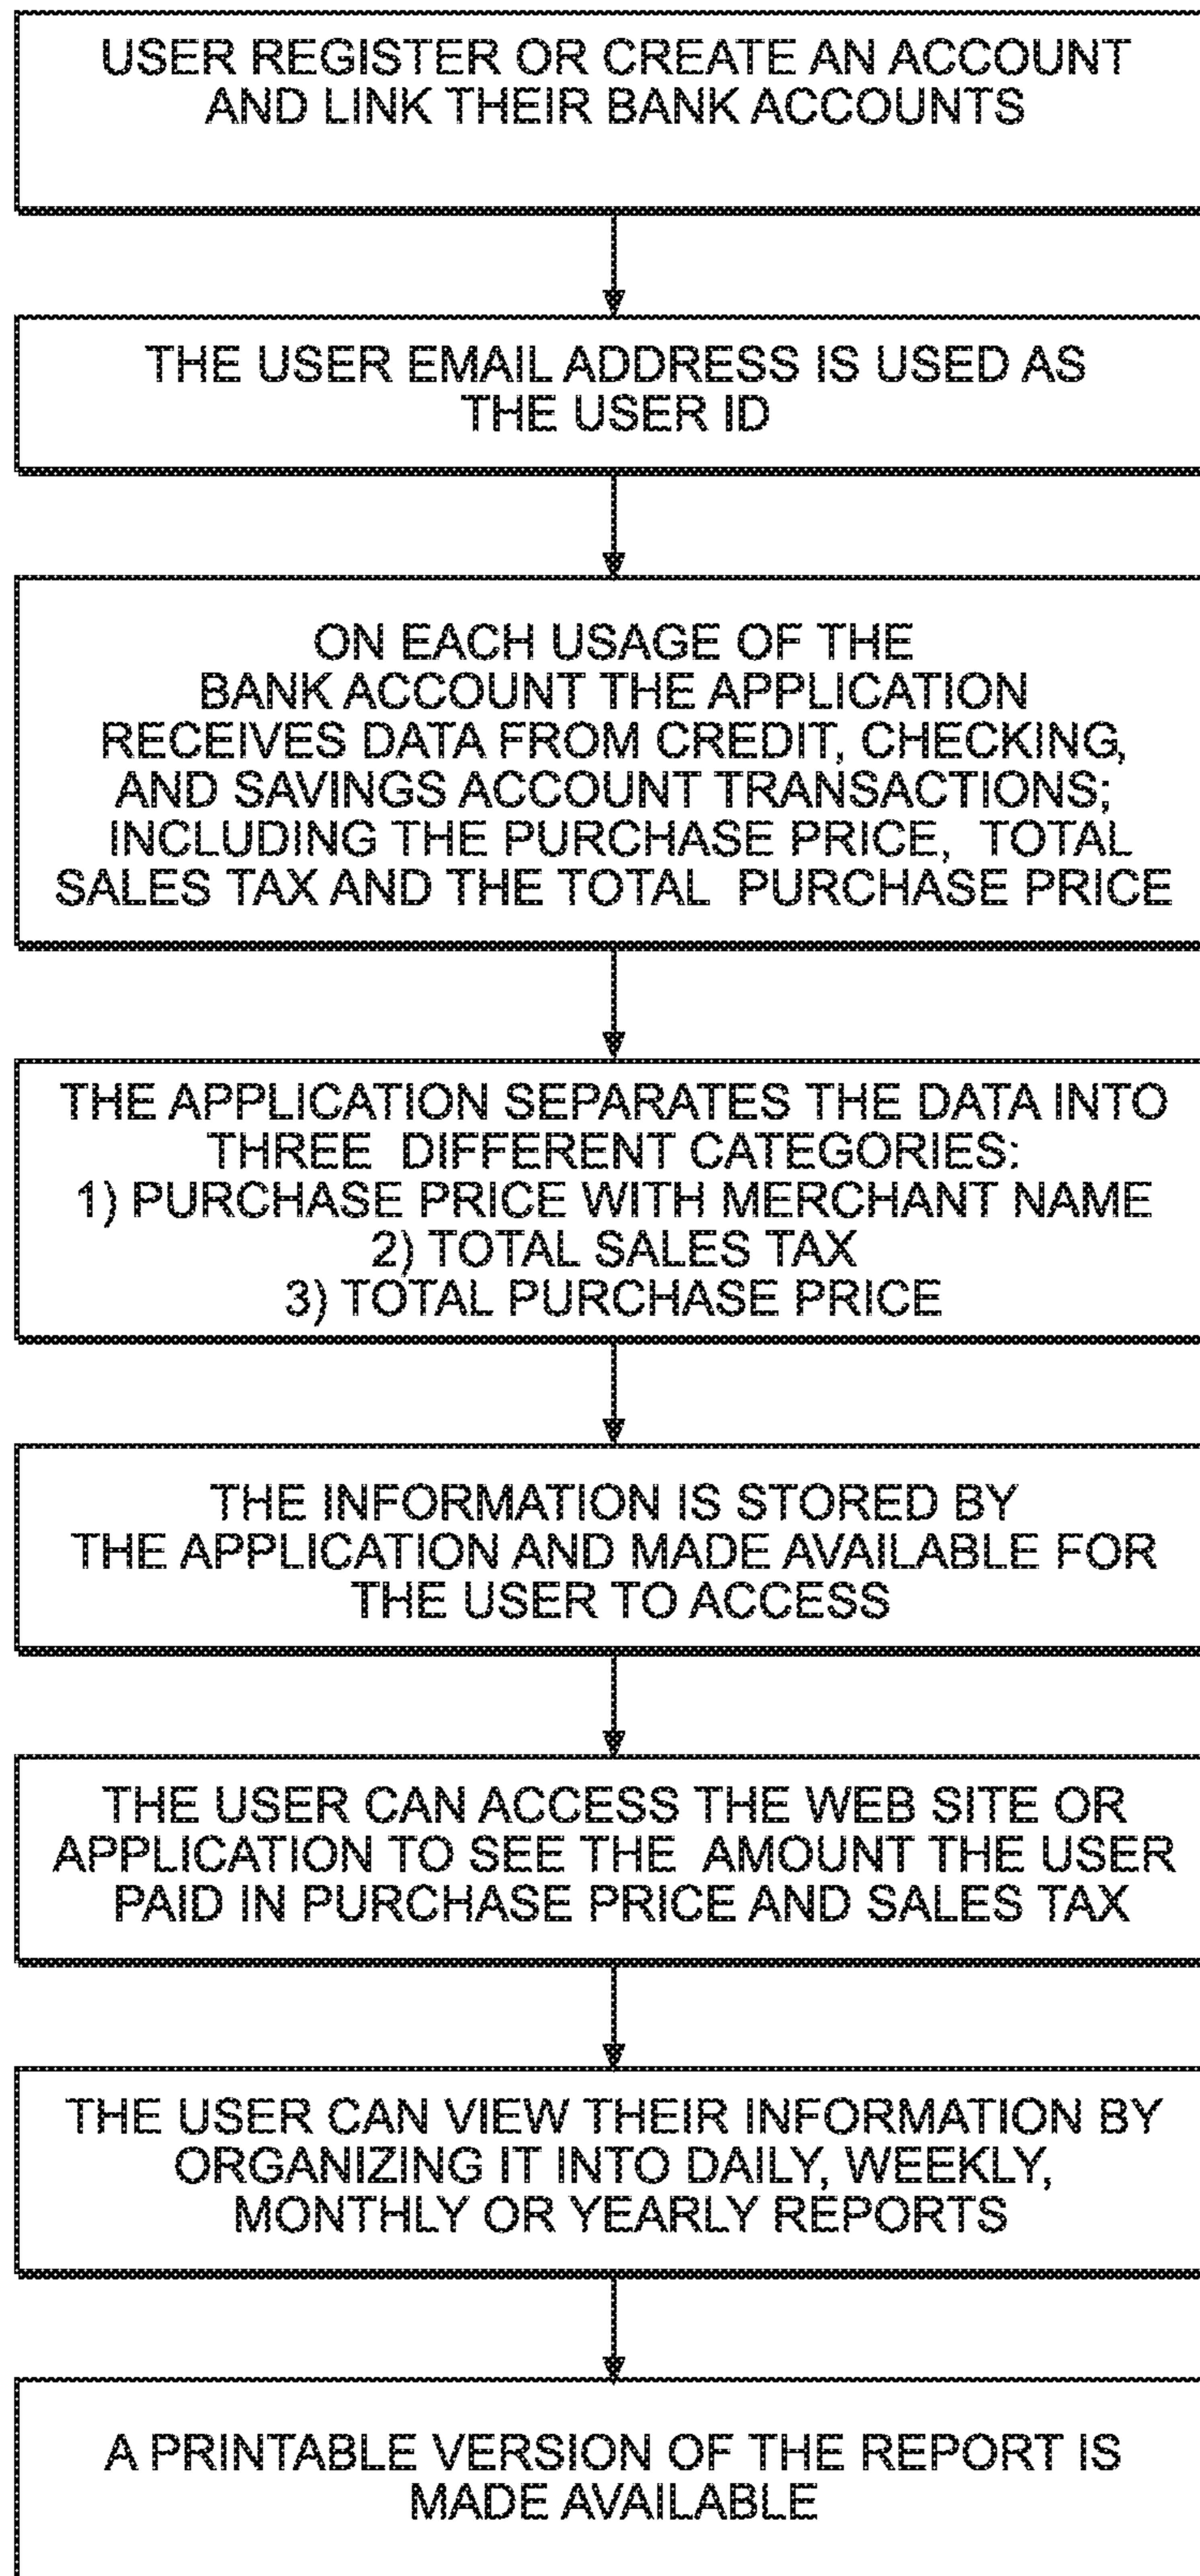 USER REGISTER OR CREATE AN ACCOUNT
AND LINK THEIR BANK ACCOUNTS
THE USER EMAIL ADDRESS IS USED AS
THE USER ID
ON EACH USAGE OF THE
BANK ACCOUNT THE APPLICATION
RECEIVES DATA FROM CREDIT, CHECKING,
AND SAVINGS ACCOUNT TRANSACTIONS;
INCLUDING THE PURCHASE PRICE, TOTAL
SALES TAX AND THE TOTAL PURCHASE PRICE
THE APPLICATION SEPARATES THE DATA INTO
THREE DIFFERENT CATEGORIES:
1) PURCHASE PRICE WITH MERCHANT NAME
2) TOTAL SALES TAX
3) TOTAL PURCHASE PRICE
THE INFORMATION IS STORED BY
THE APPLICATION AND MADE AVAILABLE FOR
THE USER TO ACCESS
THE USER CAN ACCESS THE WEB SITE OR
APPLICATION TO SEE THE AMOUNT THE USER
PAID IN PURCHASE PRICE AND SALES TAX
THE USER CAN VIEW THEIR INFORMATION BY
ORGANIZING IT INTO DAILY, WEEKLY,
MONTHLY OR YEARLY REPORTS
A PRINTABLE VERSION OF THE REPORT IS
MADE AVAILABLE